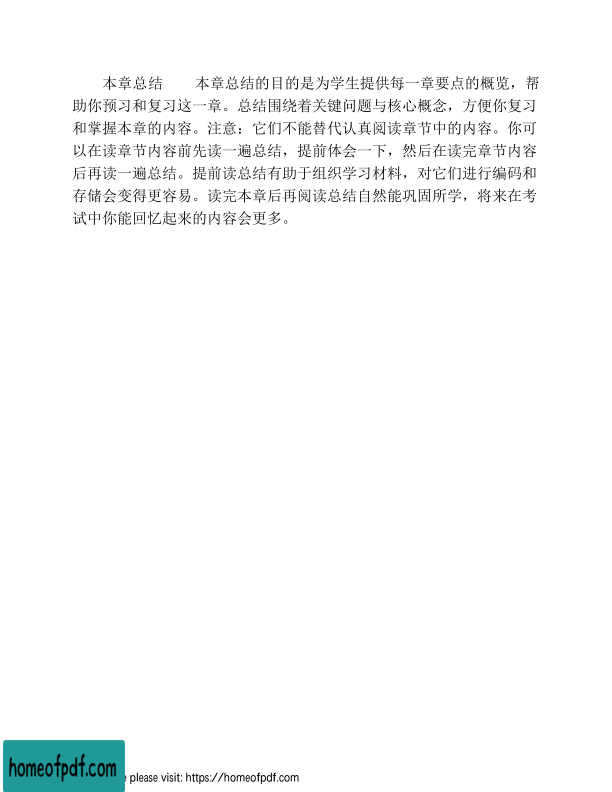 本章总结　　本章总结的目的是为学生提供每一章要点的概览，帮
助你预习和复习这一章。总结围绕着关键问题与核心概念，方便你复习
和掌握本章的内容。注意：它们不能替代认真阅读章节中的内容。你可
以在读章节内容前先读一遍总结，提前体会一下，然后在读完章节内容
后再读一遍总结。提前读总结有助于组织学习材料，对它们进行编码和
存储会变得更容易。读完本章后再阅读总结自然能巩固所学，将来在考
试中你能回忆起来的内容会更多。
homeofpdf.com
please visit: https://homeofpdf.com